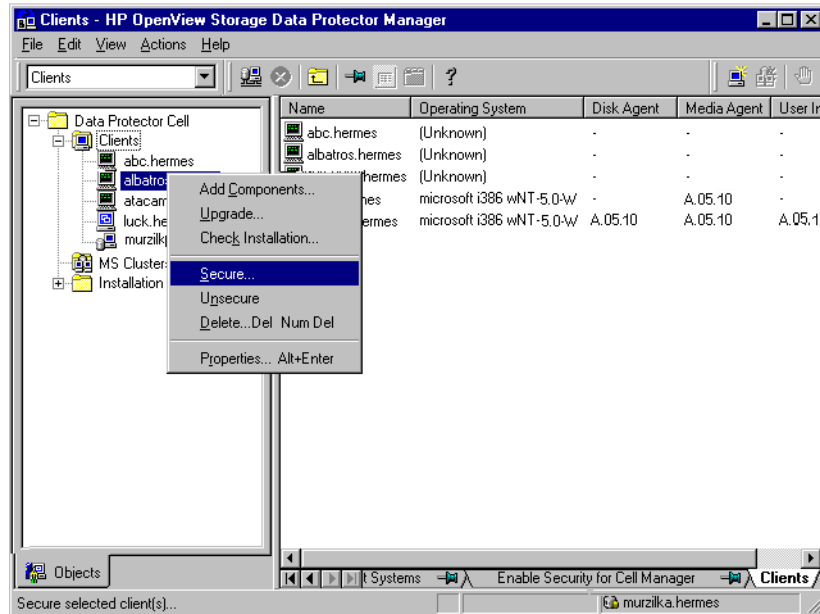 Clients - HP OpenView Storage Data Protector Manager
File Edit View Actions Help
Clients
Data Protector Cell
Clients
abc.hermes
albatro
atacam
luck.he
murzilk
MS Cluster
Installation
Add Components...
Upgrade...
Check Installation...
Secure...
Unsecure
Delete...Del Num Del
Properties... Alt+Enter
Name Operating System Disk Agent Media Agent User In
abc.hermes (Unknown) - - -
albatros.hermes (Unknown) - - -
hermes (Unknown) - - -
nes microsoft i386 wNT-5.0-W - A.05.10 -
ermes microsoft i386 wNT-5.0-W A.05.10 A.05.10 A.05.1
Objects
t Systems Enable Security for Cell Manager Clients
Secure selected client(s)... murzilka.hermes